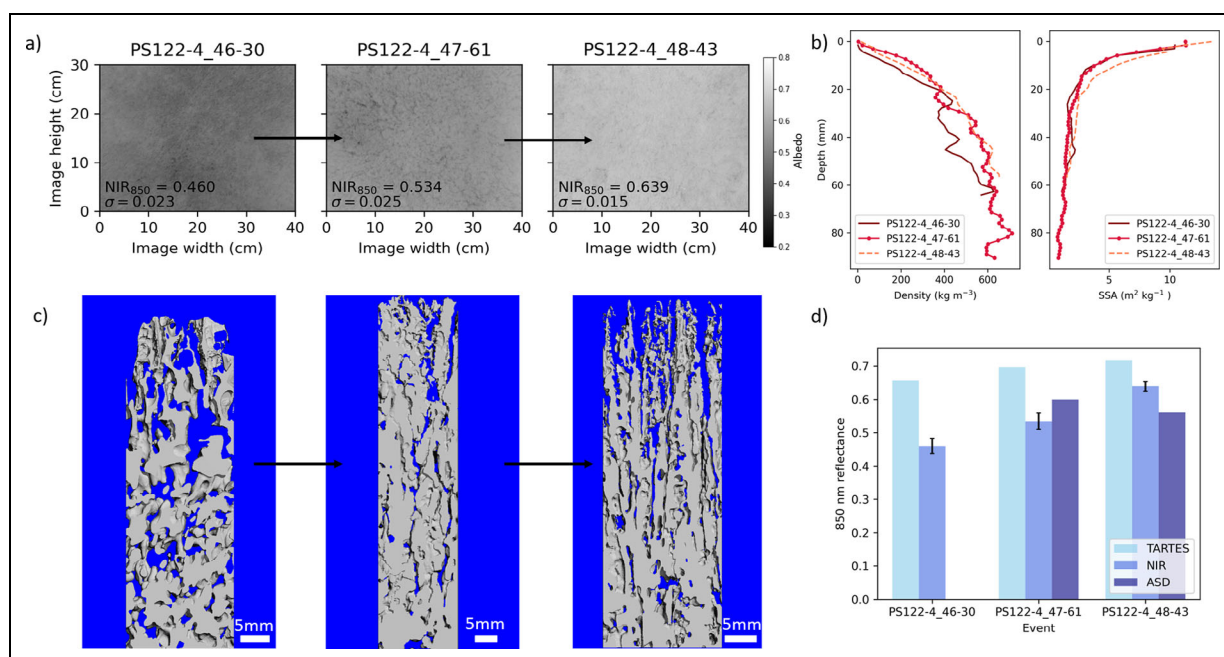 a)
PS122-4_46-30
PS122-4_47-61
PS122-4_48-43
Image height (cm)
30
20
10
0
NIR850 = 0.460
σ = 0.023
NIR850 = 0.534
σ = 0.025
NIR850 = 0.639
σ = 0.015
0 10 20 30 40
0 10 20 30 40
0 10 20 30 40
Image width (cm)
Image width (cm)
Image width (cm)
0.8
0.7
0.6
0.5
0.4
0.3
0.2
Albedo
b)
Depth (mm)
0
20
40
60
80
PS122-4_46-30
PS122-4_47-61
PS122-4_48-43
0 200 400 600
Density (kg m⁻³)
0
20
40
60
80
PS122-4_46-30
PS122-4_47-61
PS122-4_48-43
5 10
SSA (m² kg⁻¹ )
c)
5mm
5mm
5mm
d)
850 nm reflectance
0.7
0.6
0.5
0.4
0.3
0.2
0.1
0.0
TARTES
NIR
ASD
PS122-4_46-30 PS122-4_47-61 PS122-4_48-43
Event